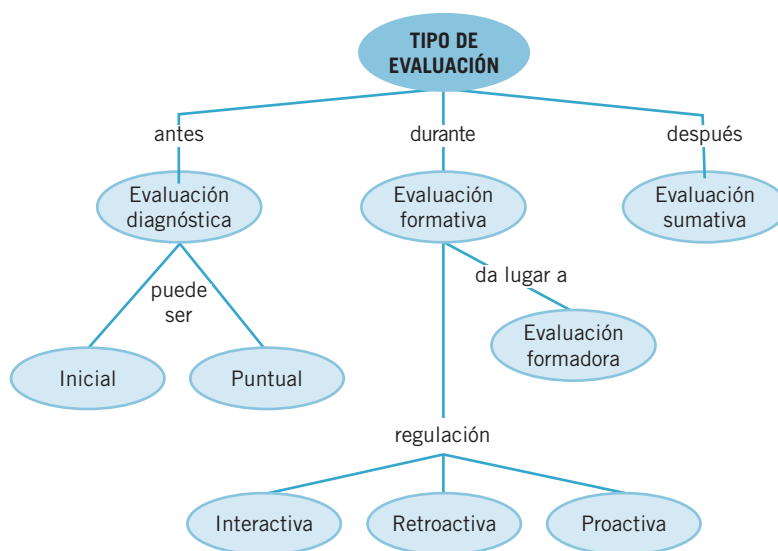 TIPO DE
EVALUACIÓN
antes
durante
después
Evaluación
diagnóstica
Evaluación
formativa
Evaluación
sumativa
puede
ser
da lugar a
Evaluación
formadora
Inicial
Puntual
regulación
Interactiva
Retroactiva
Proactiva